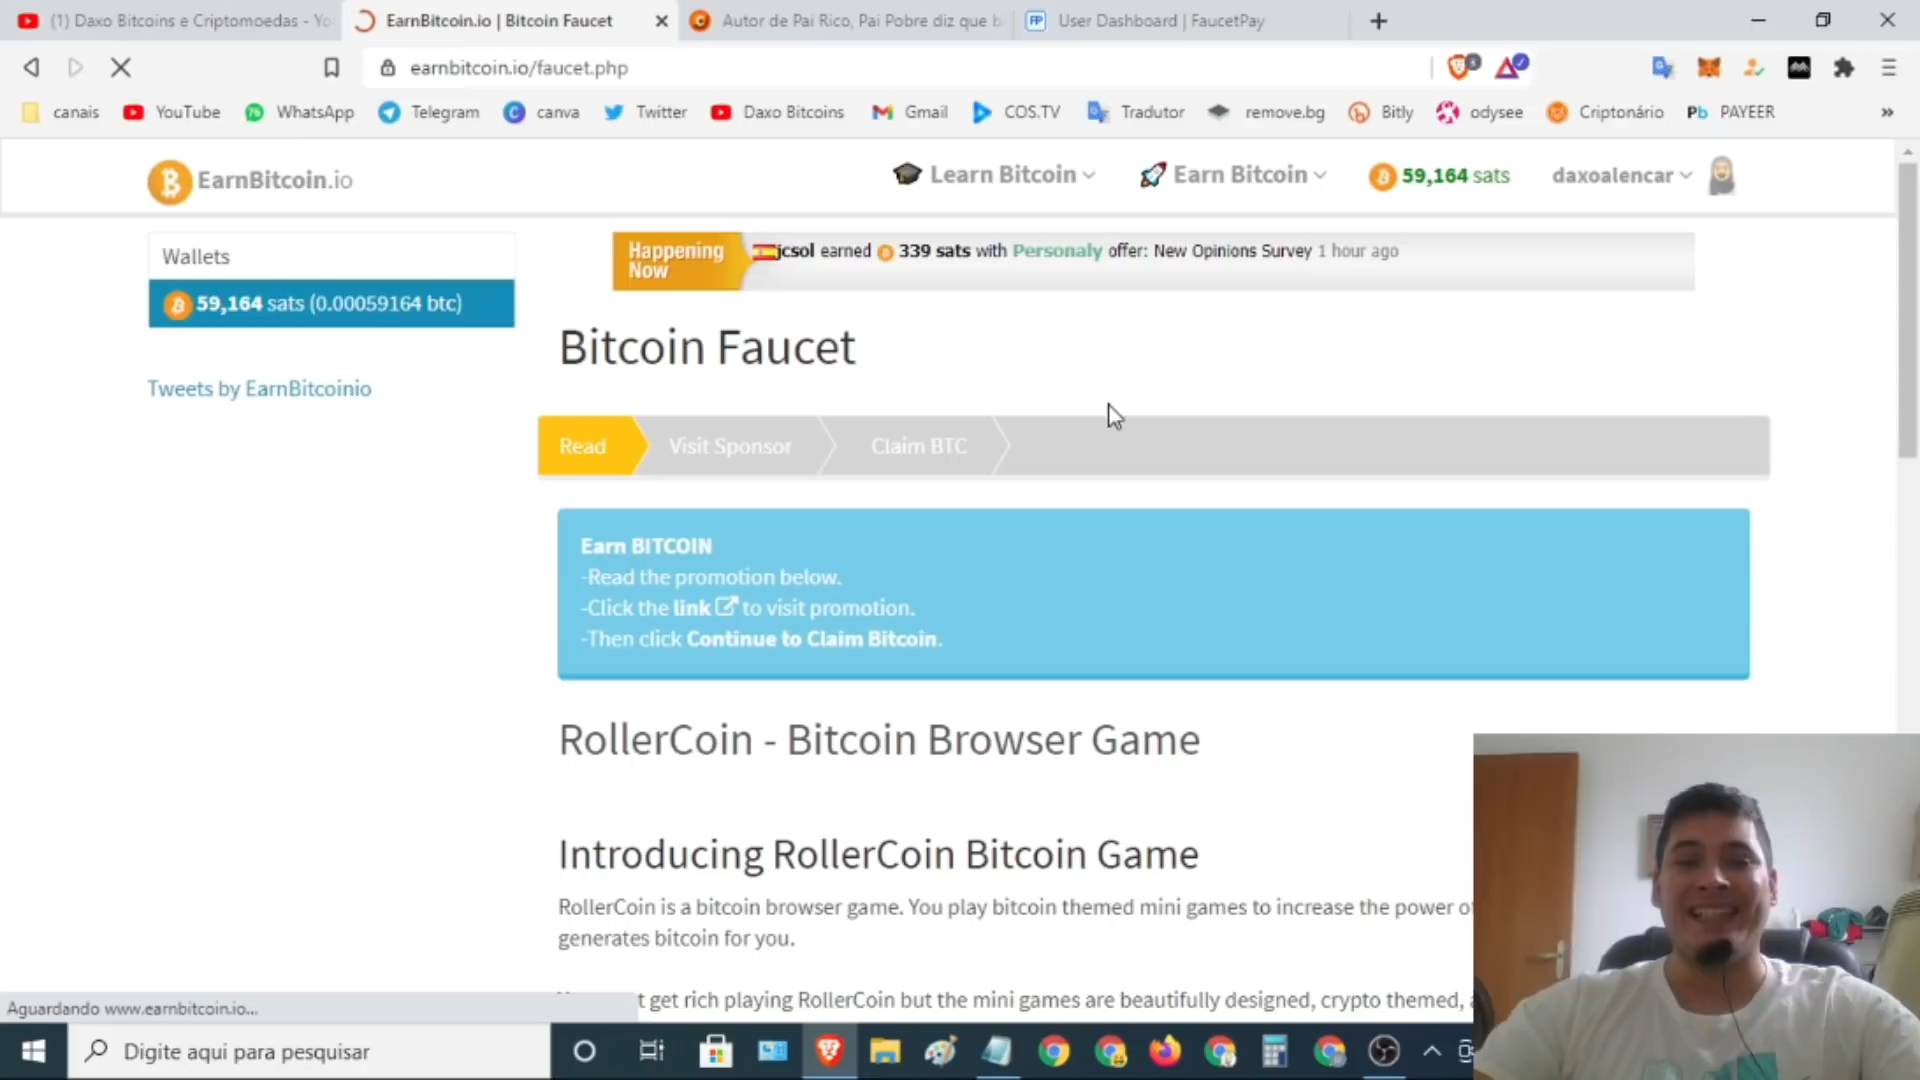 (1) Daxo Bitcoins e Criptomoedas - Yo
EarnBitcoin.io | Bitcoin Faucet
Autor de Pai Rico, Pai Pobre diz que b
User Dashboard | FaucetPay
earnbitcoin.io/faucet.php
canais
YouTube
WhatsApp
Telegram
canva
Twitter
Daxo Bitcoins
Gmail
COS.TV
Tradutor
remove.bg
Bitly
odysee
Criptonário
Pb PAYEER
EarnBitcoin.io
Learn Bitcoin
Earn Bitcoin
59,164 sats
daxoalencar
Wallets
59,164 sats (0.00059164 btc)
Tweets by EarnBitcoinio
Happening
Now
jcsol earned 339 sats with Personaly offer: New Opinions Survey 1 hour ago
Bitcoin Faucet
Read
Visit Sponsor
Claim BTC
Earn BITCOIN
-Read the promotion below.
-Click the link to visit promotion.
-Then click Continue to Claim Bitcoin.
RollerCoin - Bitcoin Browser Game
Introducing RollerCoin Bitcoin Game
RollerCoin is a bitcoin browser game. You play bitcoin themed mini games to increase the power of
generates bitcoin for you.
get rich playing RollerCoin but the mini games are beautifully designed, crypto themed,
Aguardando www.earnbitcoin.io...
Digite aqui para pesquisar